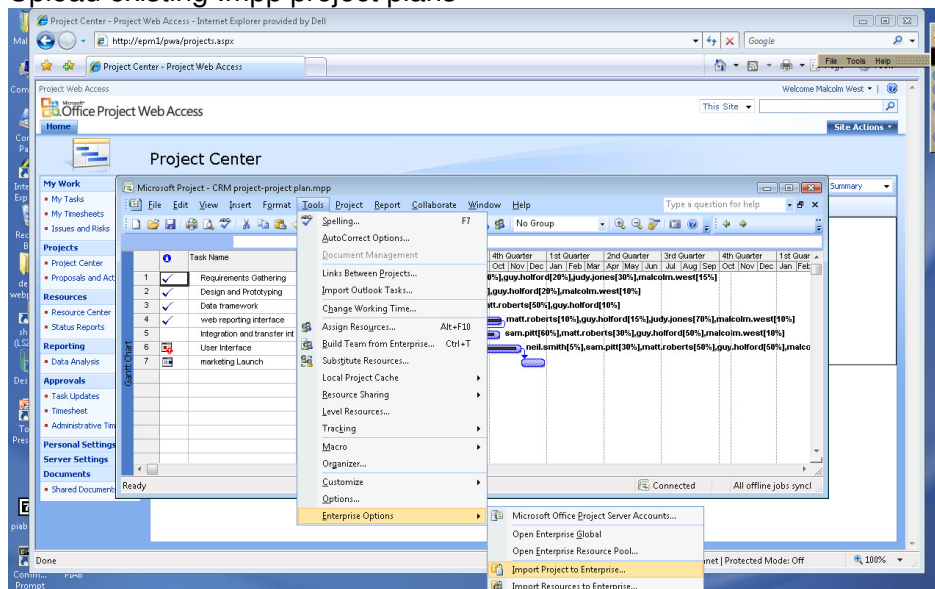 Upload existing .mpp project plans
Project Center - Project Web Access - Internet Explorer provided by Dell
http://epm1/pwa/projects.aspx
Google
Project Center - Project Web Access
File Tools Help
Project Web Access
Welcome Malcolm West
Microsoft
Office Project Web Access
This Site
Home
Site Actions
Project Center
My Work
My Tasks
My Timesheets
Issues and Risks
Projects
Project Center
Proposals and Act
Resources
Resource Center
Status Reports
Reporting
Data Analysis
Approvals
Task Updates
Timesheet
Administrative Tim
Personal Settings
Server Settings
Documents
Shared Document
Summary
Microsoft Project - CRM project-project plan.mpp
File Edit View Insert Format Tools Project Report Collaborate Window Help
Type a question for help
No Group
Task Name
1 Requirements Gathering
2 Design and Prototyping
3 Data framework
4 web reporting interface
5 Integration and transfer int
6 User Interface
7 marketing Launch
Gantt Chart
Spelling... F7
AutoCorrect Options...
Document Management
Links Between Projects...
Import Outlook Tasks...
Change Working Time...
Assign Resources... Alt+F10
Build Team from Enterprise... Ctrl+T
Substitute Resources...
Local Project Cache
Resource Sharing
Level Resources...
Tracking
Macro
Organizer...
Customize
Options...
Enterprise Options
4th Quarter 1st Quarter 2nd Quarter 3rd Quarter 4th Quarter 1st Quar
Oct Nov Dec Jan Feb Mar Apr May Jun Jul Aug Sep Oct Nov Dec Jan Feb
0%],guy.holford[20%],judy.jones[30%],malcolm.west[15%]
],guy.holford[20%],malcolm.west[10%]
tt.roberts[50%],guy.holford[10%]
matt.roberts[10%],guy.holford[15%],judy.jones[70%],malcolm.west[10%]
sam.pitt[60%],matt.roberts[30%],guy.holford[50%],malcolm.west[10%]
neil.smith[5%],sam.pitt[30%],matt.roberts[50%],guy.holford[60%],malco
Ready
Connected
All offline jobs syncl
Microsoft Office Project Server Accounts...
Open Enterprise Global
Open Enterprise Resource Pool...
Import Project to Enterprise...
Import Resources to Enterprise...
Done
anet | Protected Mode: Off
100%
Prompt